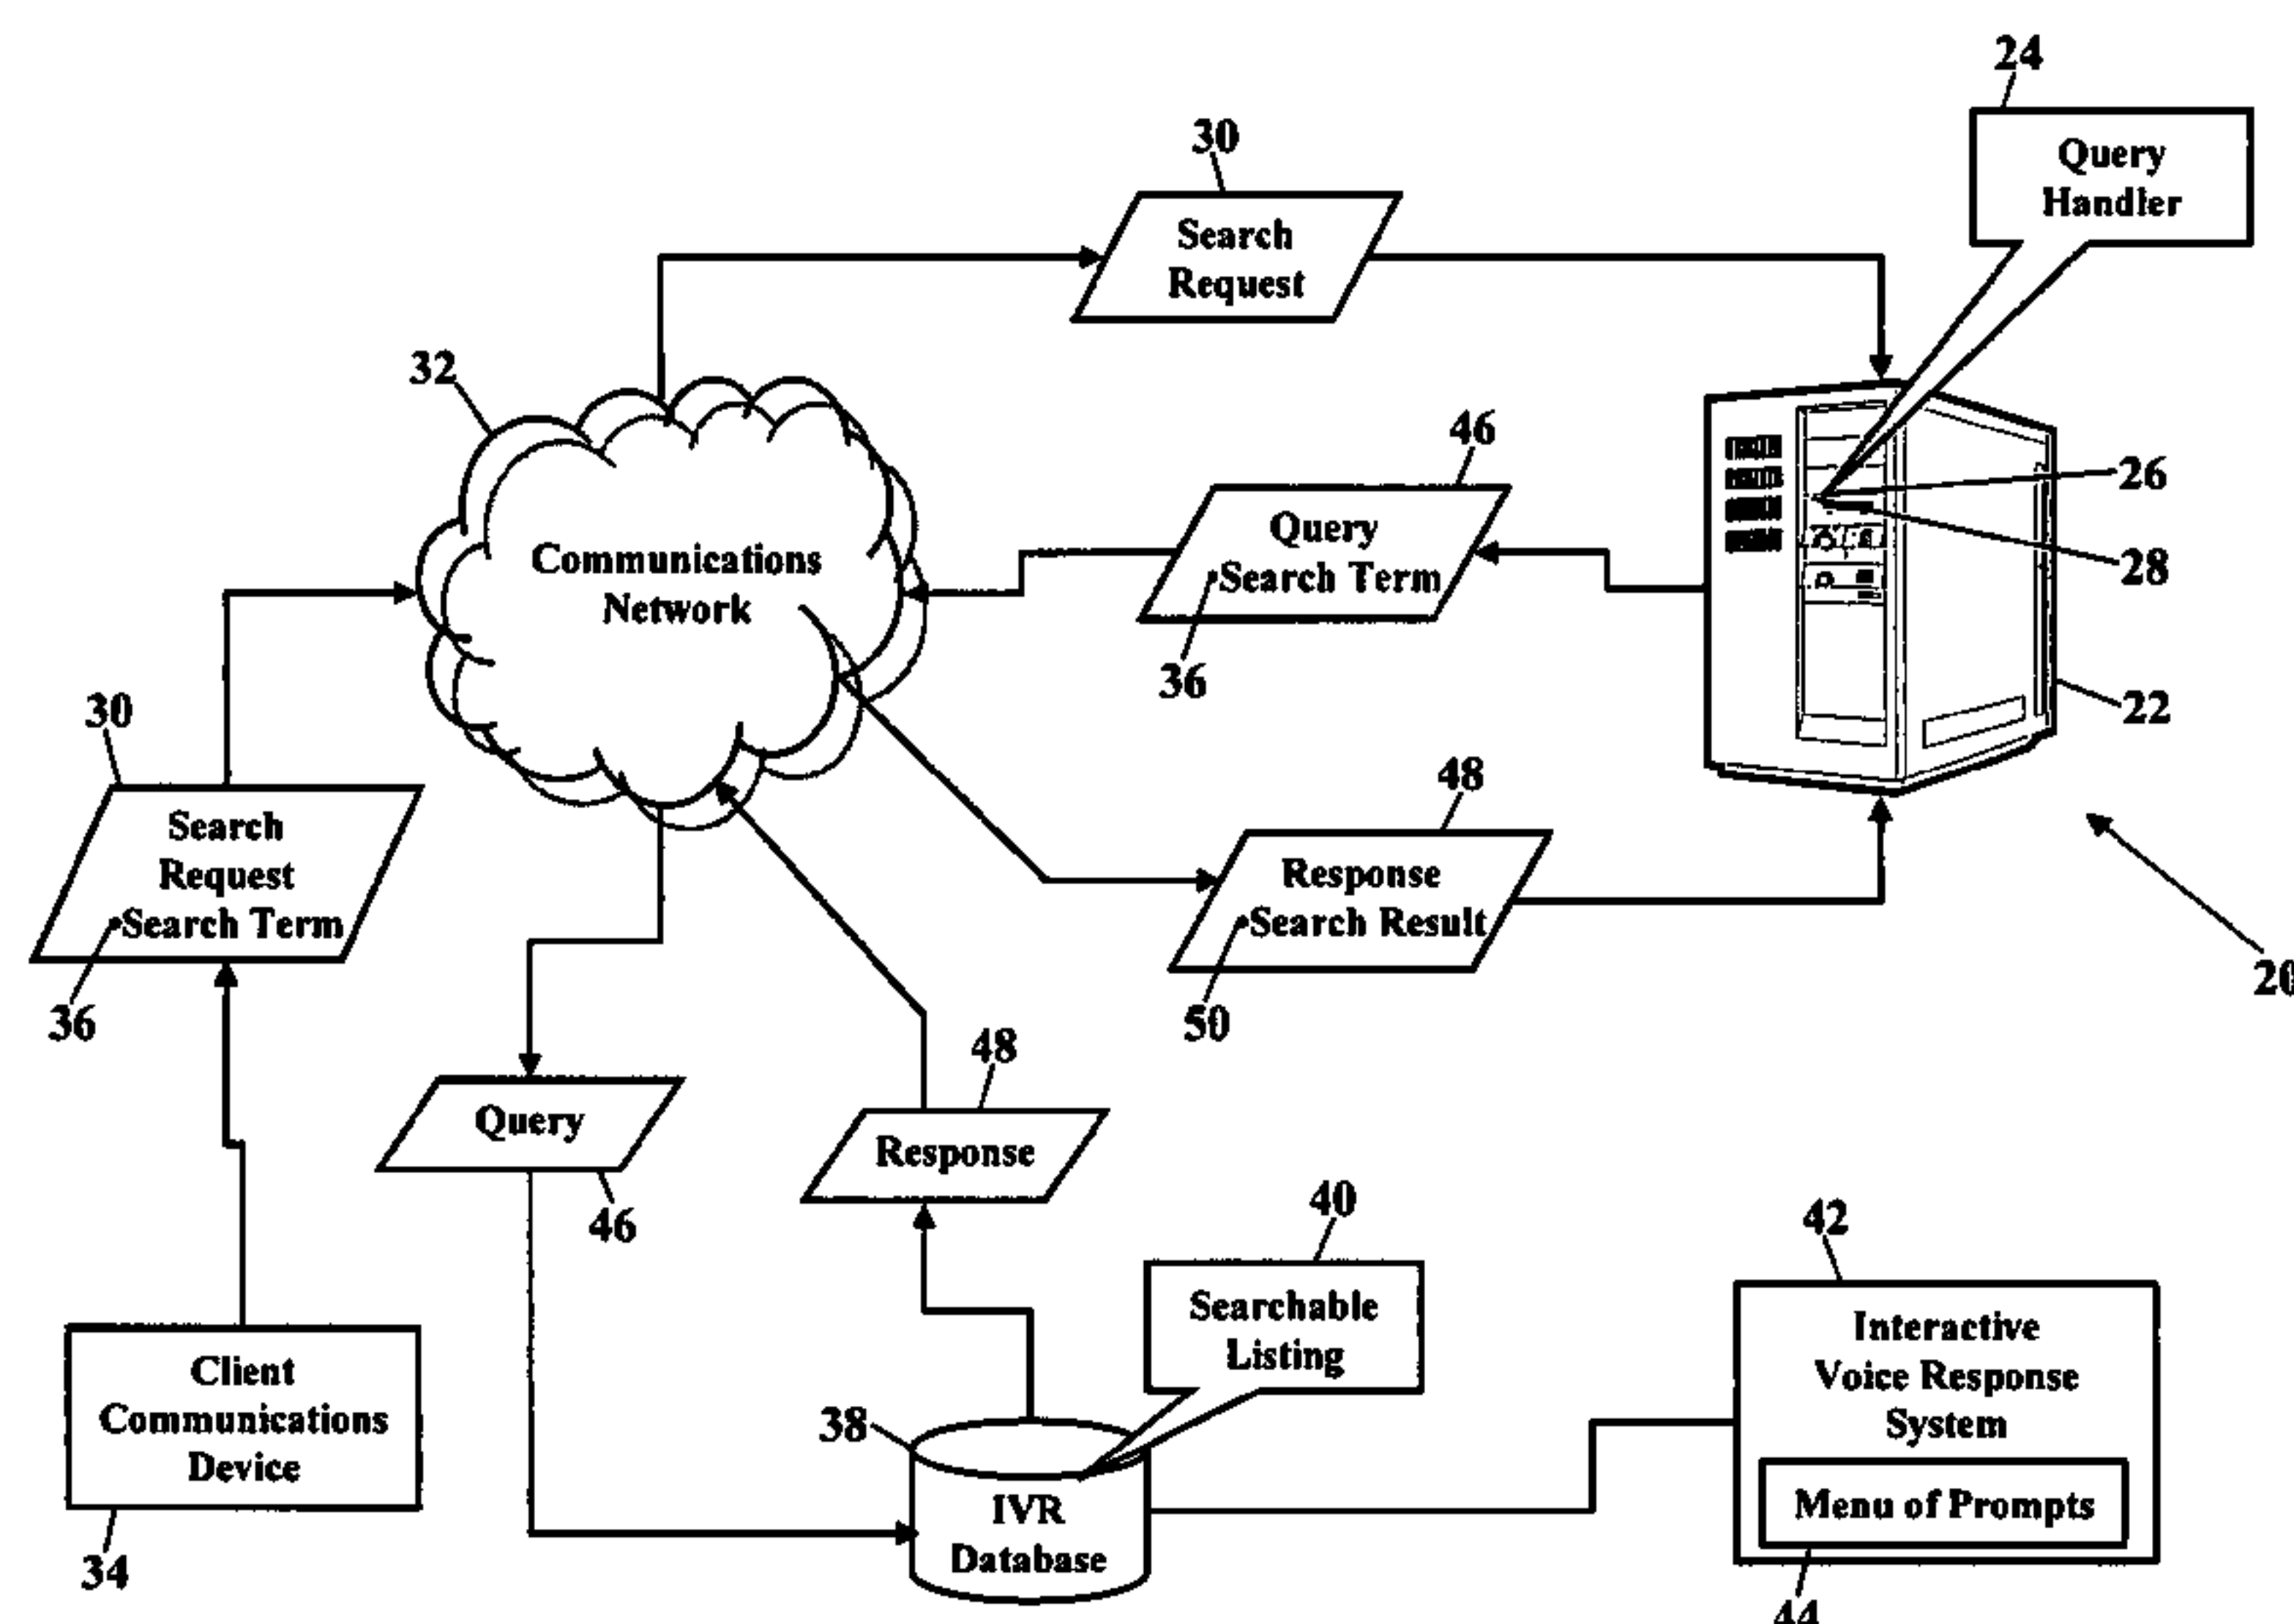 24
Query
Handler
30
Search
Request
32
46
Query
•Search Term
36
26
28
22
Communications
Network
30
Search
Request
•Search Term
36
48
Response
•Search Result
50
20
Query
46
48
Response
40
Searchable
Listing
42
Interactive
Voice Response
System
Menu of Prompts
44
Client
Communications
Device
34
38
IVR
Database